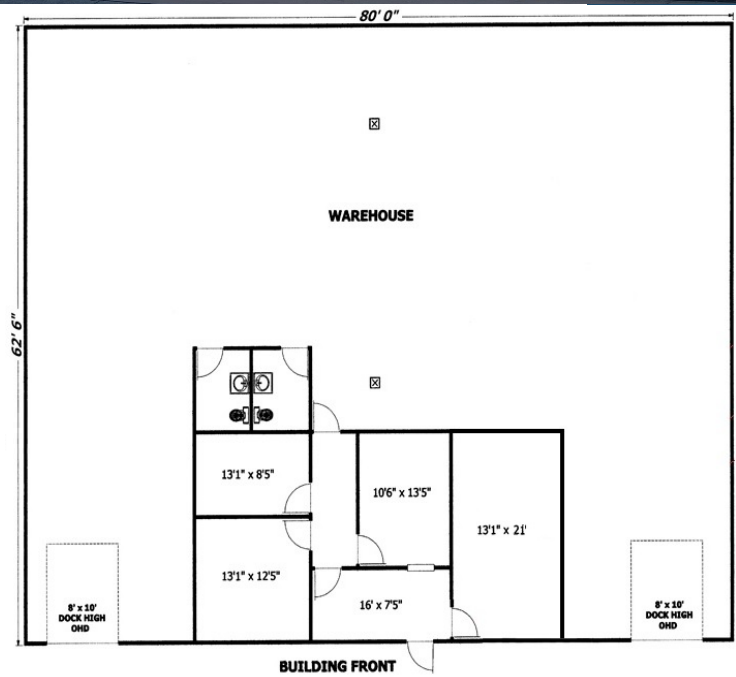 80' 0"
WAREHOUSE
62' 6"
13'1" x 8'5"
10'6" x 13'5"
13'1" x 21'
13'1" x 12'5"
16' x 7'5"
8' x 10'
DOCK HIGH
OHD
8' x 10'
DOCK HIGH
OHD
BUILDING FRONT